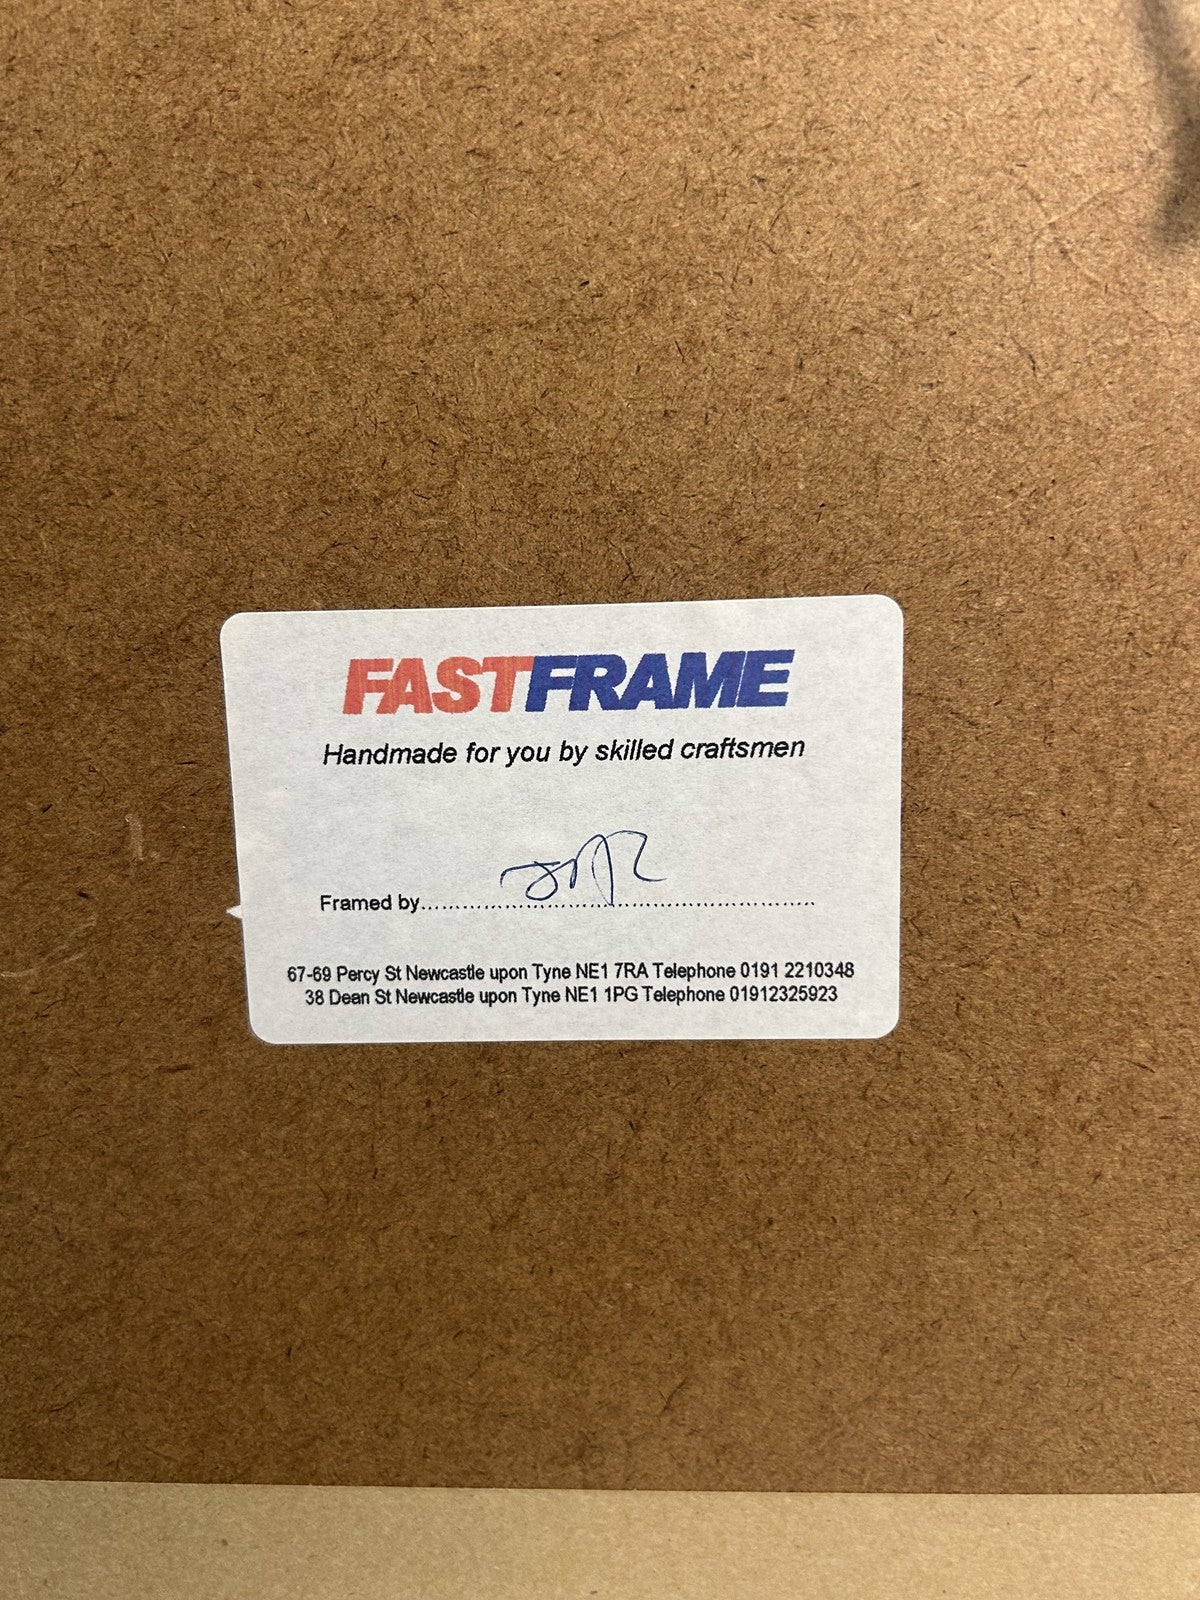 FASTFRAME
Handmade for you by skilled craftsmen
Framed by......................................................
67-69 Percy St Newcastle upon Tyne NE1 7RA Telephone 0191 2210348
38 Dean St Newcastle upon Tyne NE1 1PG Telephone 01912325923